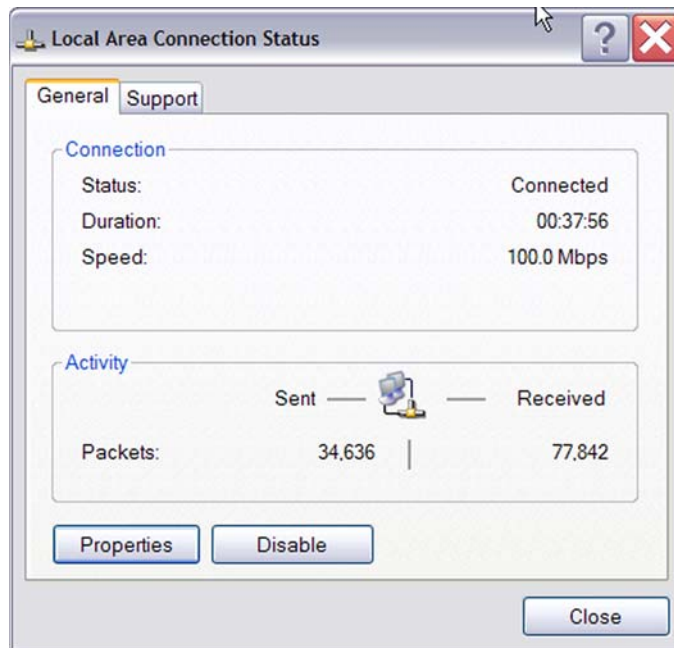 Local Area Connection Status
General Support
Connection
Status: Connected
Duration: 00:37:56
Speed: 100.0 Mbps
Activity
Sent Received
Packets: 34,636 77,842
Properties Disable
Close